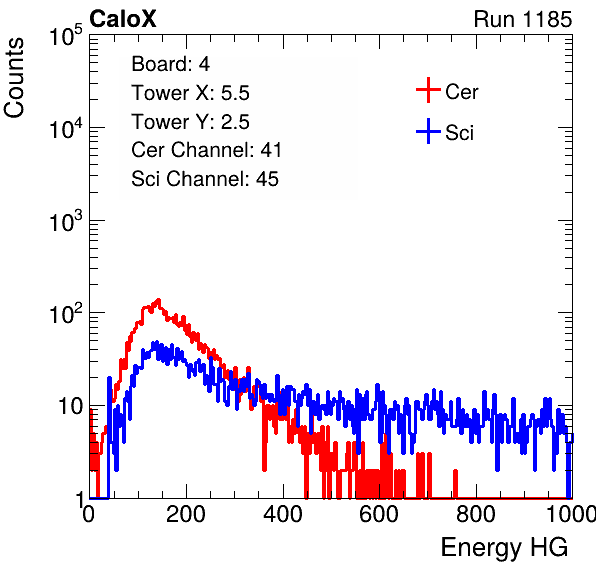 CaloX Run 1185
Counts
Board: 4
Tower X: 5.5
Tower Y: 2.5
Cer Channel: 41
Sci Channel: 45
Cer
Sci
10^5
10^4
10^3
10^2
10
1
0 200 400 600 800 1000
Energy HG